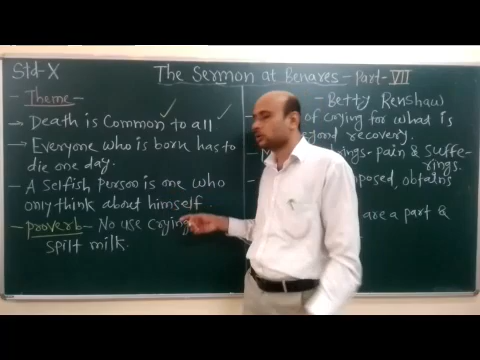 Std-X
The Sermon at Benares - Part - VII
- Theme -
- Betty Renshaw
→ Death is Common to all
→ Everyone who is born has to
die one day.
- A selfish person is one who
only think about himself.
- proverb - No use crying
spilt milk.
of crying for what is
recovery.
pain & suffe-
rings.
obtains
are a part &